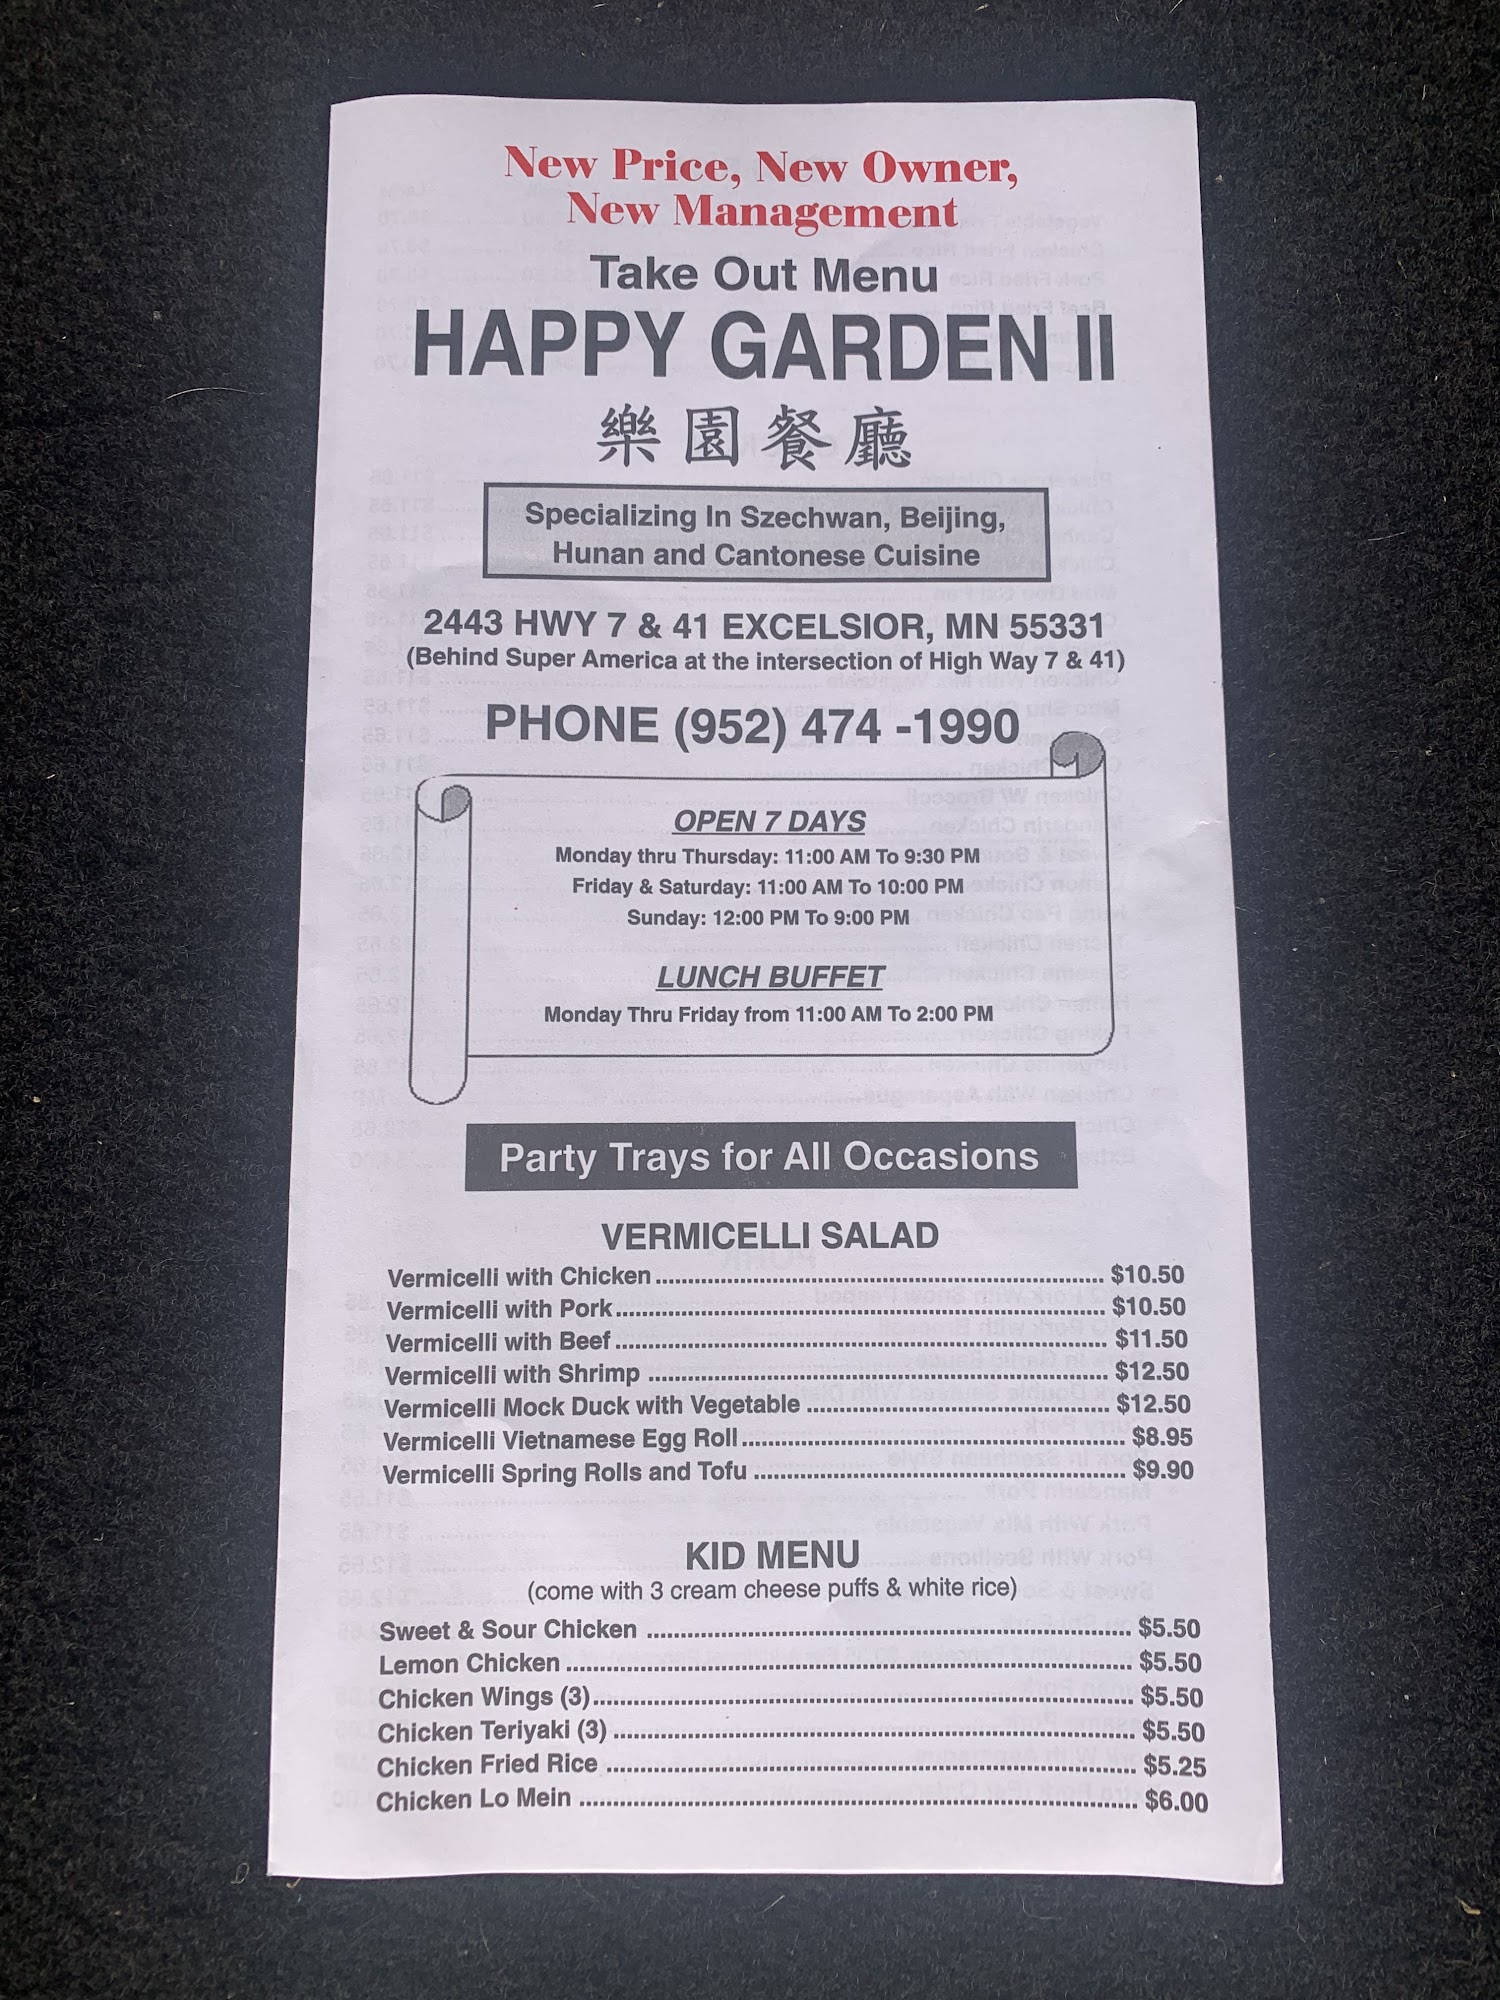 New Price, New Owner,
New Management
Take Out Menu
HAPPY GARDEN II
樂園餐廳
Specializing In Szechwan, Beijing,
Hunan and Cantonese Cuisine
2443 HWY 7 & 41 EXCELSIOR, MN 55331
(Behind Super America at the intersection of High Way 7 & 41)
PHONE (952) 474 -1990
OPEN 7 DAYS
Monday thru Thursday: 11:00 AM To 9:30 PM
Friday & Saturday: 11:00 AM To 10:00 PM
Sunday: 12:00 PM To 9:00 PM
LUNCH BUFFET
Monday Thru Friday from 11:00 AM To 2:00 PM
Party Trays for All Occasions
VERMICELLI SALAD
Vermicelli with Chicken ........ $10.50
Vermicelli with Pork ........ $10.50
Vermicelli with Beef ........ $11.50
Vermicelli with Shrimp ........ $12.50
Vermicelli Mock Duck with Vegetable ........ $12.50
Vermicelli Vietnamese Egg Roll ........ $8.95
Vermicelli Spring Rolls and Tofu ........ $9.90
KID MENU
(come with 3 cream cheese puffs & white rice)
Sweet & Sour Chicken ........ $5.50
Lemon Chicken ........ $5.50
Chicken Wings (3) ........ $5.50
Chicken Teriyaki (3) ........ $5.50
Chicken Fried Rice ........ $5.25
Chicken Lo Mein ........ $6.00